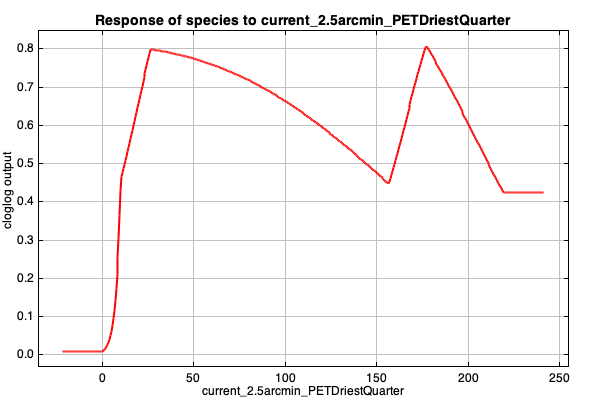 Response of species to current_2.5arcmin_PETDriestQuarter
0.8
0.7
0.6
0.5
0.4
0.3
0.2
0.1
0.0
cloglog output
0 50 100 150 200 250
current_2.5arcmin_PETDriestQuarter